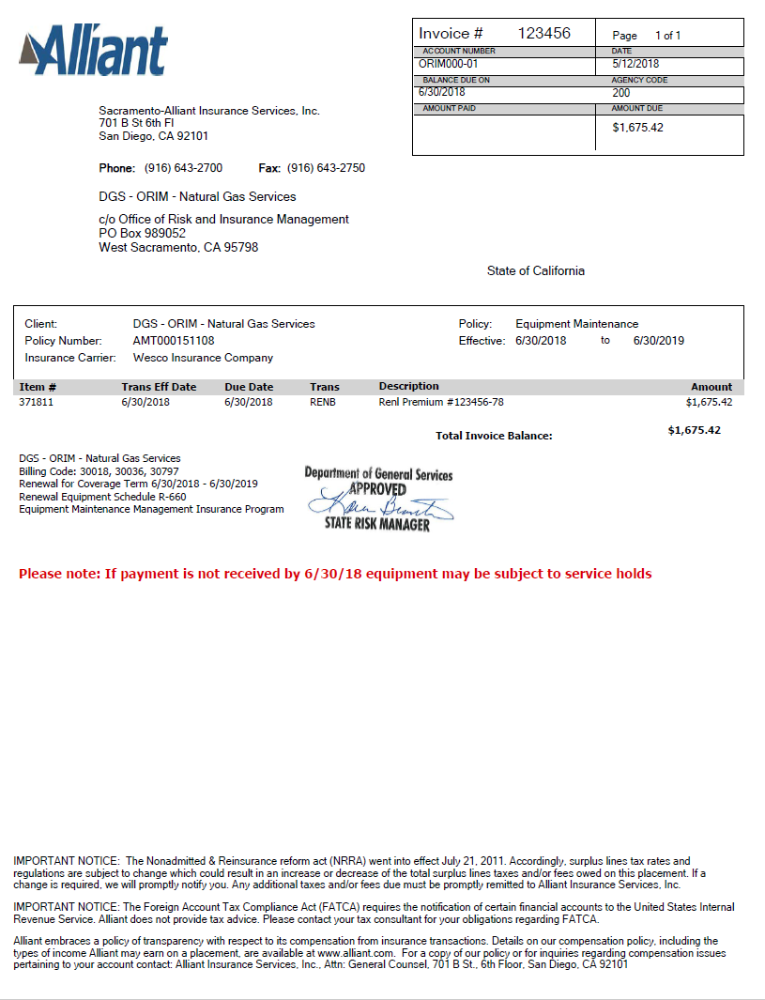 Alliant
Invoice # 123456 Page 1 of 1
ACCOUNT NUMBER DATE
ORIM000-01 5/12/2018
BALANCE DUE ON AGENCY CODE
6/30/2018 200
AMOUNT PAID AMOUNT DUE
$1,675.42
Sacramento-Alliant Insurance Services, Inc.
701 B St 6th Fl
San Diego, CA 92101
Phone: (916) 643-2700 Fax: (916) 643-2750
DGS - ORIM - Natural Gas Services
c/o Office of Risk and Insurance Management
PO Box 989052
West Sacramento, CA 95798
State of California
Client: DGS - ORIM - Natural Gas Services Policy: Equipment Maintenance
Policy Number: AMT000151108 Effective: 6/30/2018 to 6/30/2019
Insurance Carrier: Wesco Insurance Company
Item # Trans Eff Date Due Date Trans Description Amount
371811 6/30/2018 6/30/2018 RENB Renl Premium #123456-78 $1,675.42
Total Invoice Balance: $1,675.42
DGS - ORIM - Natural Gas Services
Billing Code: 30018, 30036, 30797
Renewal for Coverage Term 6/30/2018 - 6/30/2019
Renewal Equipment Schedule R-660
Equipment Maintenance Management Insurance Program
Department of General Services
APPROVED
STATE RISK MANAGER
Please note: If payment is not received by 6/30/18 equipment may be subject to service holds
IMPORTANT NOTICE: The Nonadmitted & Reinsurance reform act (NRRA) went into effect July 21, 2011. Accordingly, surplus lines tax rates and
regulations are subject to change which could result in an increase or decrease of the total surplus lines taxes and/or fees owed on this placement. If a
change is required, we will promptly notify you. Any additional taxes and/or fees due must be promptly remitted to Alliant Insurance Services, Inc.
IMPORTANT NOTICE: The Foreign Account Tax Compliance Act (FATCA) requires the notification of certain financial accounts to the United States Internal
Revenue Service. Alliant does not provide tax advice. Please contact your tax consultant for your obligations regarding FATCA.
Alliant embraces a policy of transparency with respect to its compensation from insurance transactions. Details on our compensation policy, including the
types of income Alliant may earn on a placement, are available at www.alliant.com. For a copy of our policy or for inquiries regarding compensation issues
pertaining to your account contact: Alliant Insurance Services, Inc., Attn: General Counsel, 701 B St., 6th Floor, San Diego, CA 92101